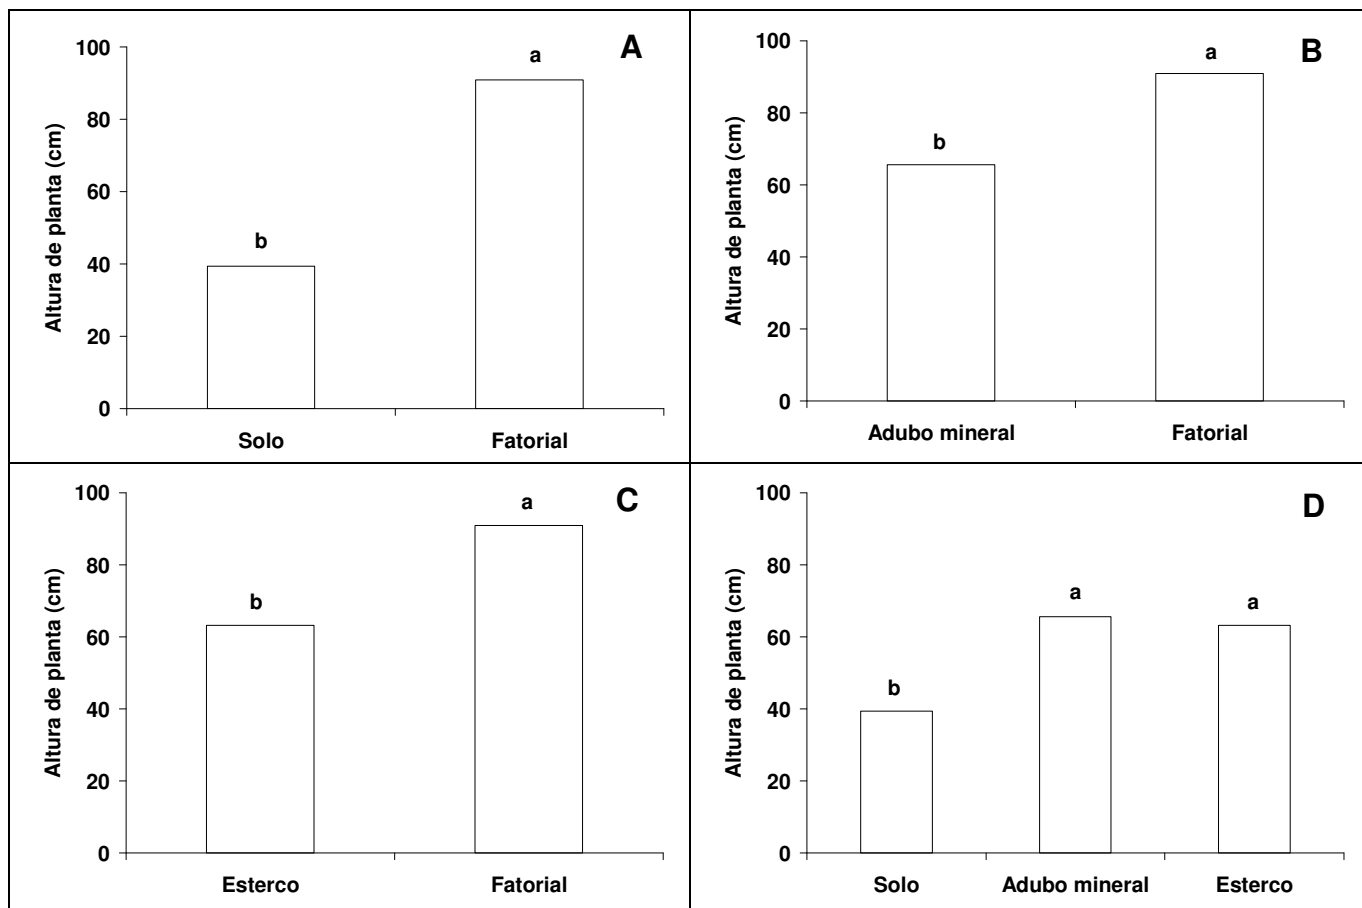 A
Altura de planta (cm)
100
80
60
40
20
0
b
a
Solo Fatorial
B
Altura de planta (cm)
100
80
60
40
20
0
b
a
Adubo mineral Fatorial
C
Altura de planta (cm)
100
80
60
40
20
0
b
a
Esterco Fatorial
D
Altura de planta (cm)
100
80
60
40
20
0
b
a
a
Solo Adubo mineral Esterco